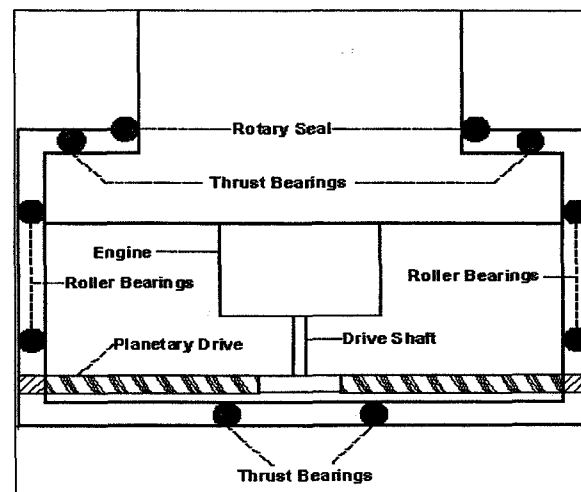 Rotary Seal
Thrust Bearings
Engine
Roller Bearings
Roller Bearings
Planetary Drive
Drive Shaft
Thrust Bearings